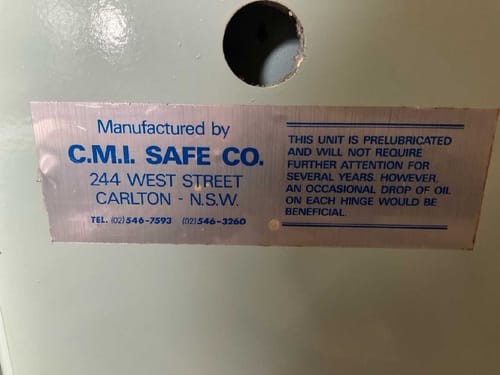 Manufactured by
C.M.I. SAFE CO.
244 WEST STREET
CARLTON - N.S.W.
TEL. (02) 546-7593 (02) 546-3260
THIS UNIT IS PRELUBRICATED
AND WILL NOT REQUIRE
FURTHER ATTENTION FOR
SEVERAL YEARS. HOWEVER,
AN OCCASIONAL DROP OF OIL
ON EACH HINGE WOULD BE
BENEFICIAL.